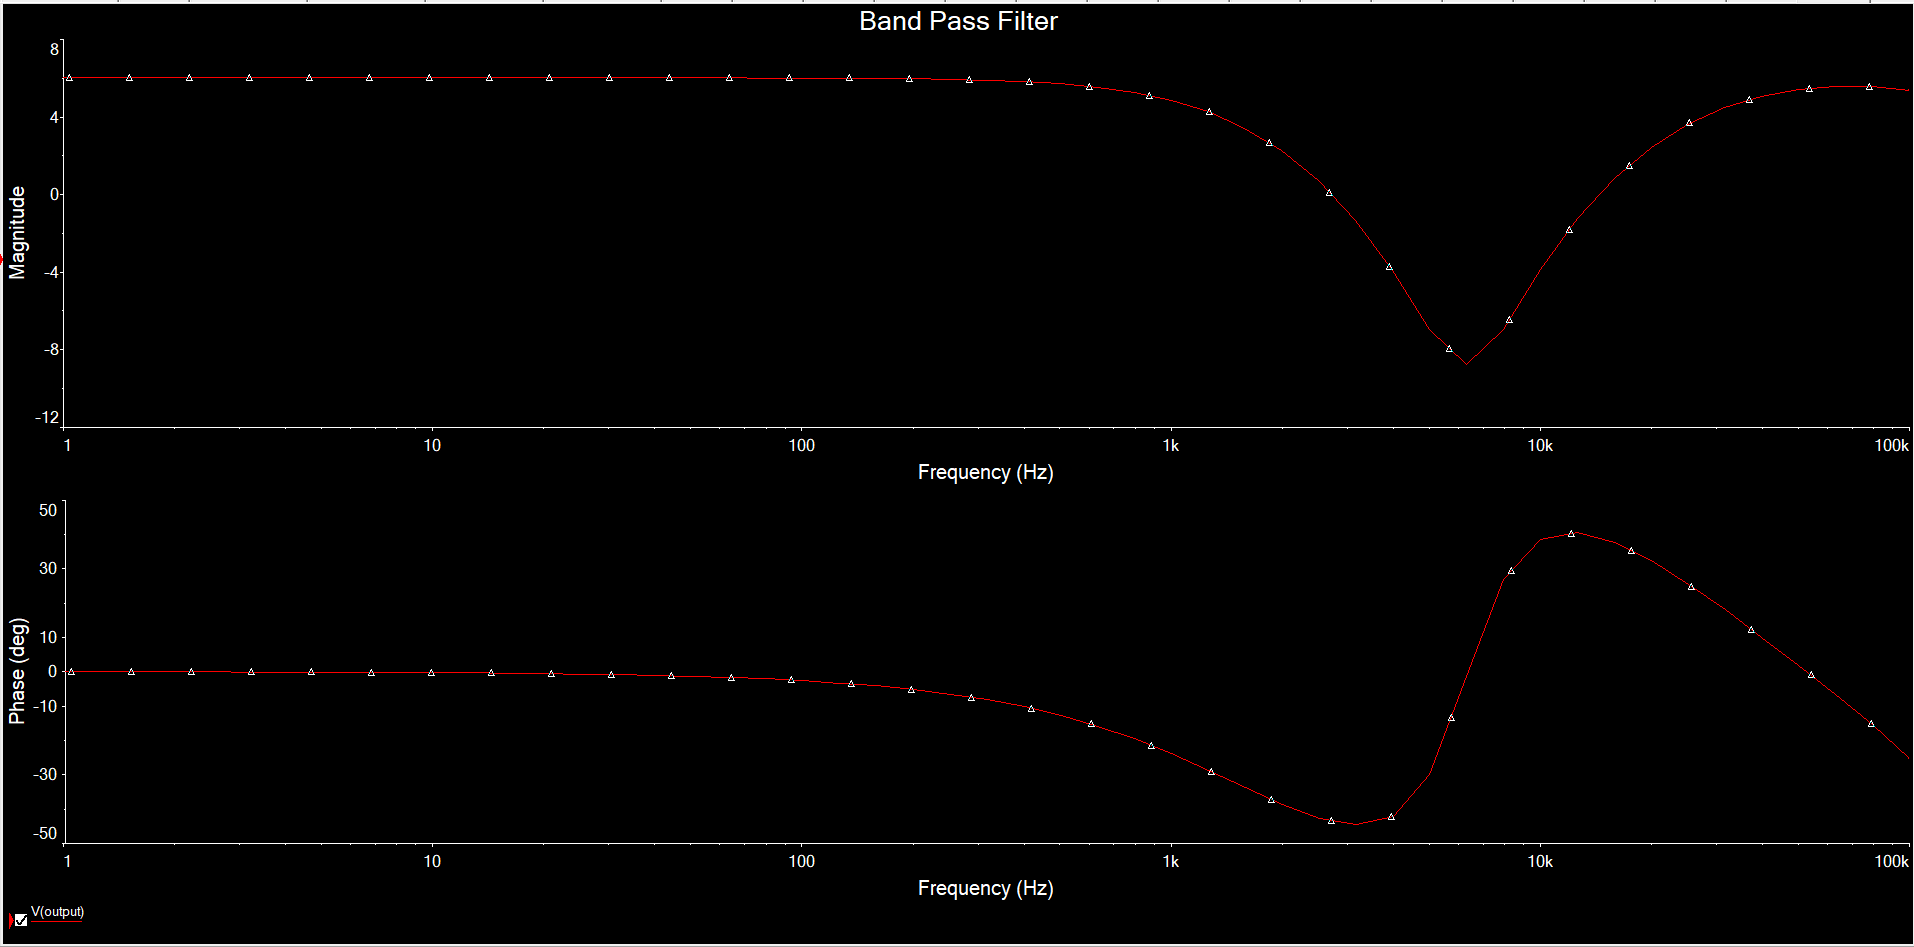 Band Pass Filter
8
4
0
-4
-8
-12
Magnitude
1 10 100 1k 10k 100k
Frequency (Hz)
50
30
10
0
-10
-30
-50
Phase (deg)
1 10 100 1k 10k 100k
Frequency (Hz)
V(output)